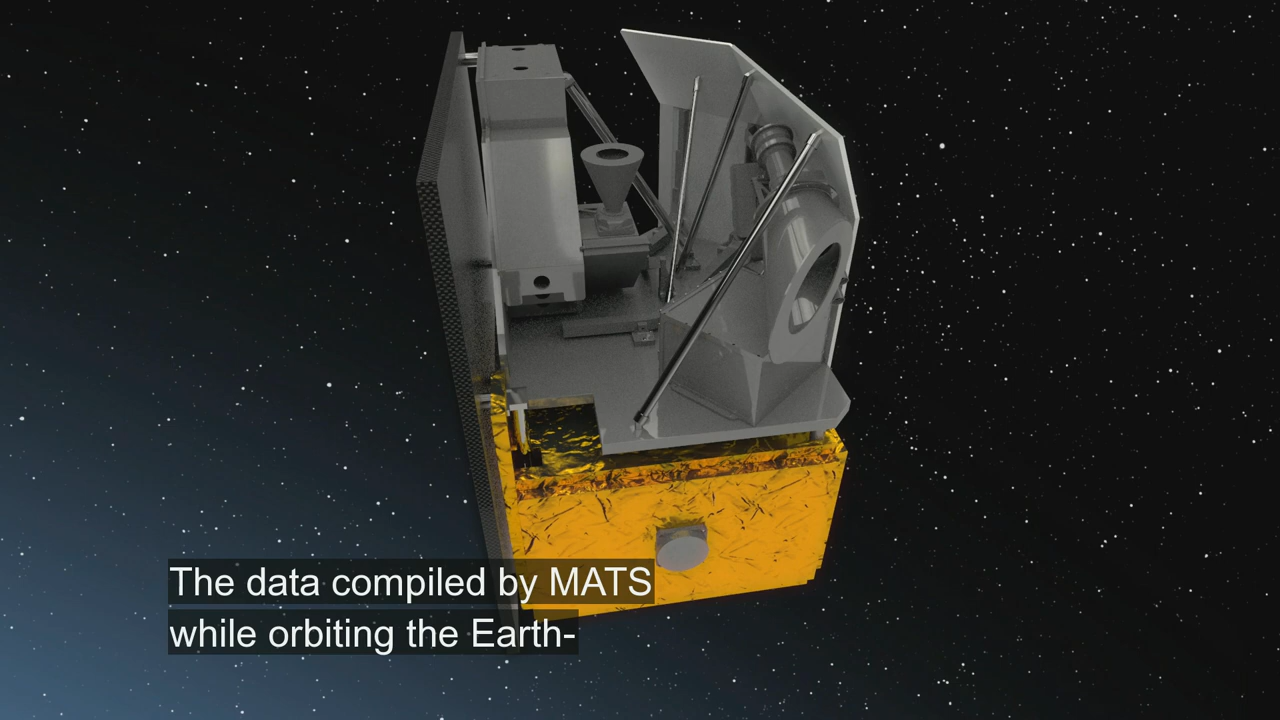 The data compiled by MATS
while orbiting the Earth-